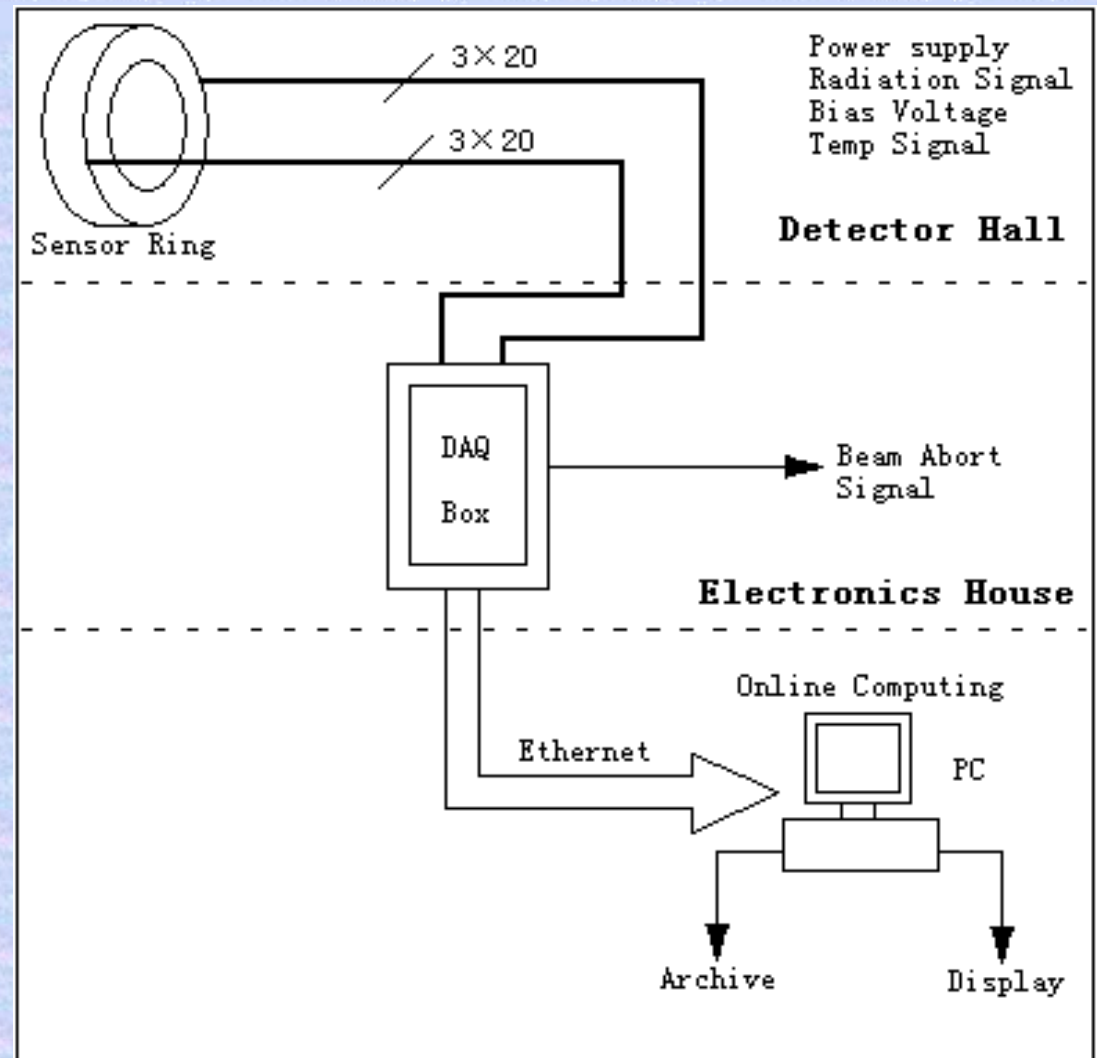 3×20
3×20
Power supply
Radiation Signal
Bias Voltage
Temp Signal
Sensor Ring
Detector Hall
DAQ
Box
Beam Abort
Signal
Electronics House
Online Computing
Ethernet
PC
Archive
Display